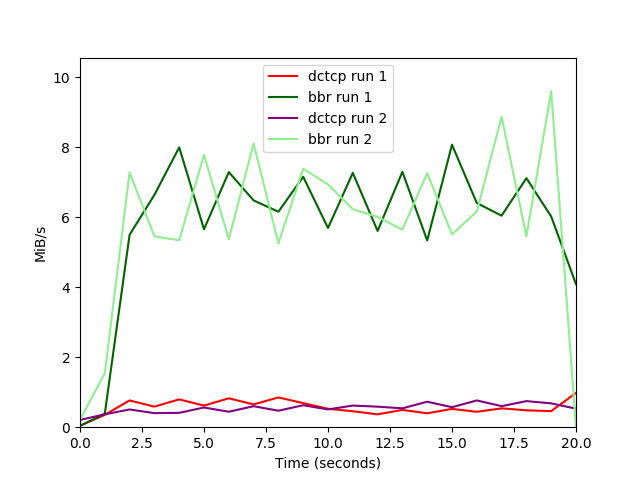 10
8
6
4
2
0
MiB/s
dctcp run 1
bbr run 1
dctcp run 2
bbr run 2
0.0 2.5 5.0 7.5 10.0 12.5 15.0 17.5 20.0
Time (seconds)